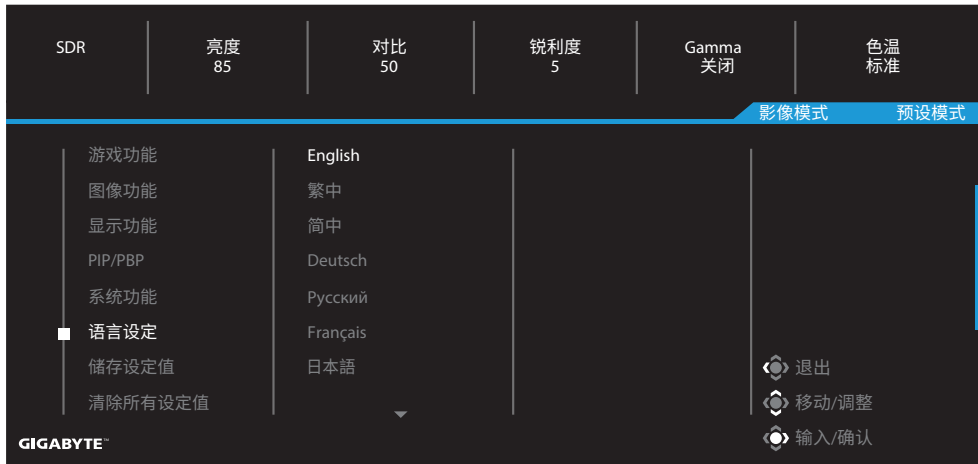 SDR
亮度
85
对比
50
锐利度
5
Gamma
关闭
色温
标准
影像模式
预设模式
游戏功能
图像功能
显示功能
PIP/PBP
系统功能
语言设定
储存设定值
清除所有设定值
English
繁中
简中
Deutsch
Русский
Français
日本語
退出
移动/调整
输入/确认
GIGABYTE™